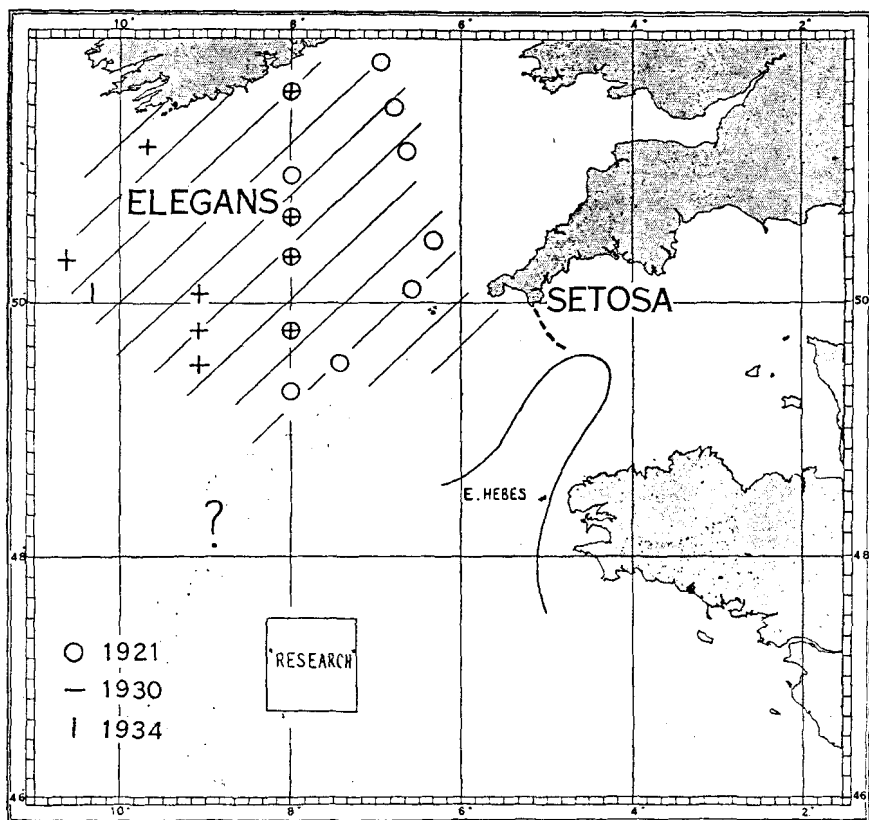 10° 8° 6° 4° 2°
ELEGANS
50 SETOSA 50
E. HEBES
?
48° 48°
"RESEARCH"
○ 1921
— 1930
| 1934
46 46
10° 8° 6° 4° 2°